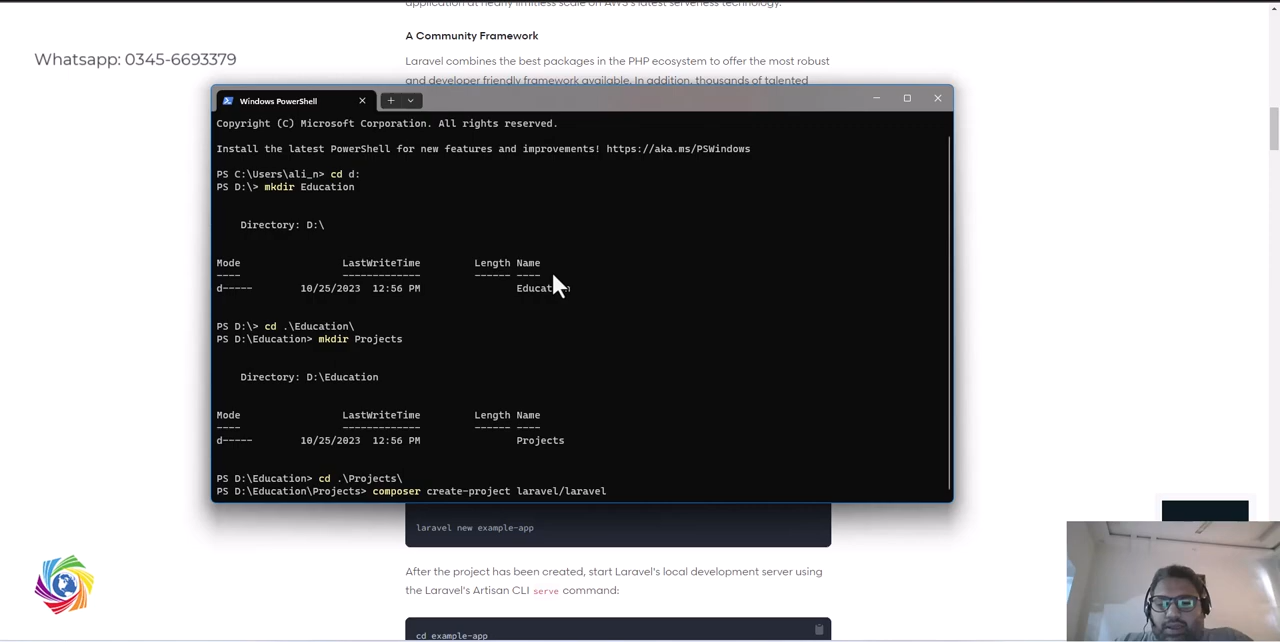 application at nearly limitless scale on AWS's latest serverless technology.
A Community Framework
Whatsapp: 0345-6693379
Laravel combines the best packages in the PHP ecosystem to offer the most robust
and developer friendly framework available. In addition, thousands of talented
Windows PowerShell
Copyright (C) Microsoft Corporation. All rights reserved.
Install the latest PowerShell for new features and improvements! https://aka.ms/PSWindows
PS C:\Users\ali_n> cd d:
PS D:\> mkdir Education
Directory: D:\
Mode LastWriteTime Length Name
---- ------------- ------ ----
d----- 10/25/2023 12:56 PM Education
PS D:\> cd .\Education\
PS D:\Education> mkdir Projects
Directory: D:\Education
Mode LastWriteTime Length Name
---- ------------- ------ ----
d----- 10/25/2023 12:56 PM Projects
PS D:\Education> cd .\Projects\
PS D:\Education\Projects> composer create-project laravel/laravel
laravel new example-app
After the project has been created, start Laravel's local development server using
the Laravel's Artisan CLI serve command:
cd example-app